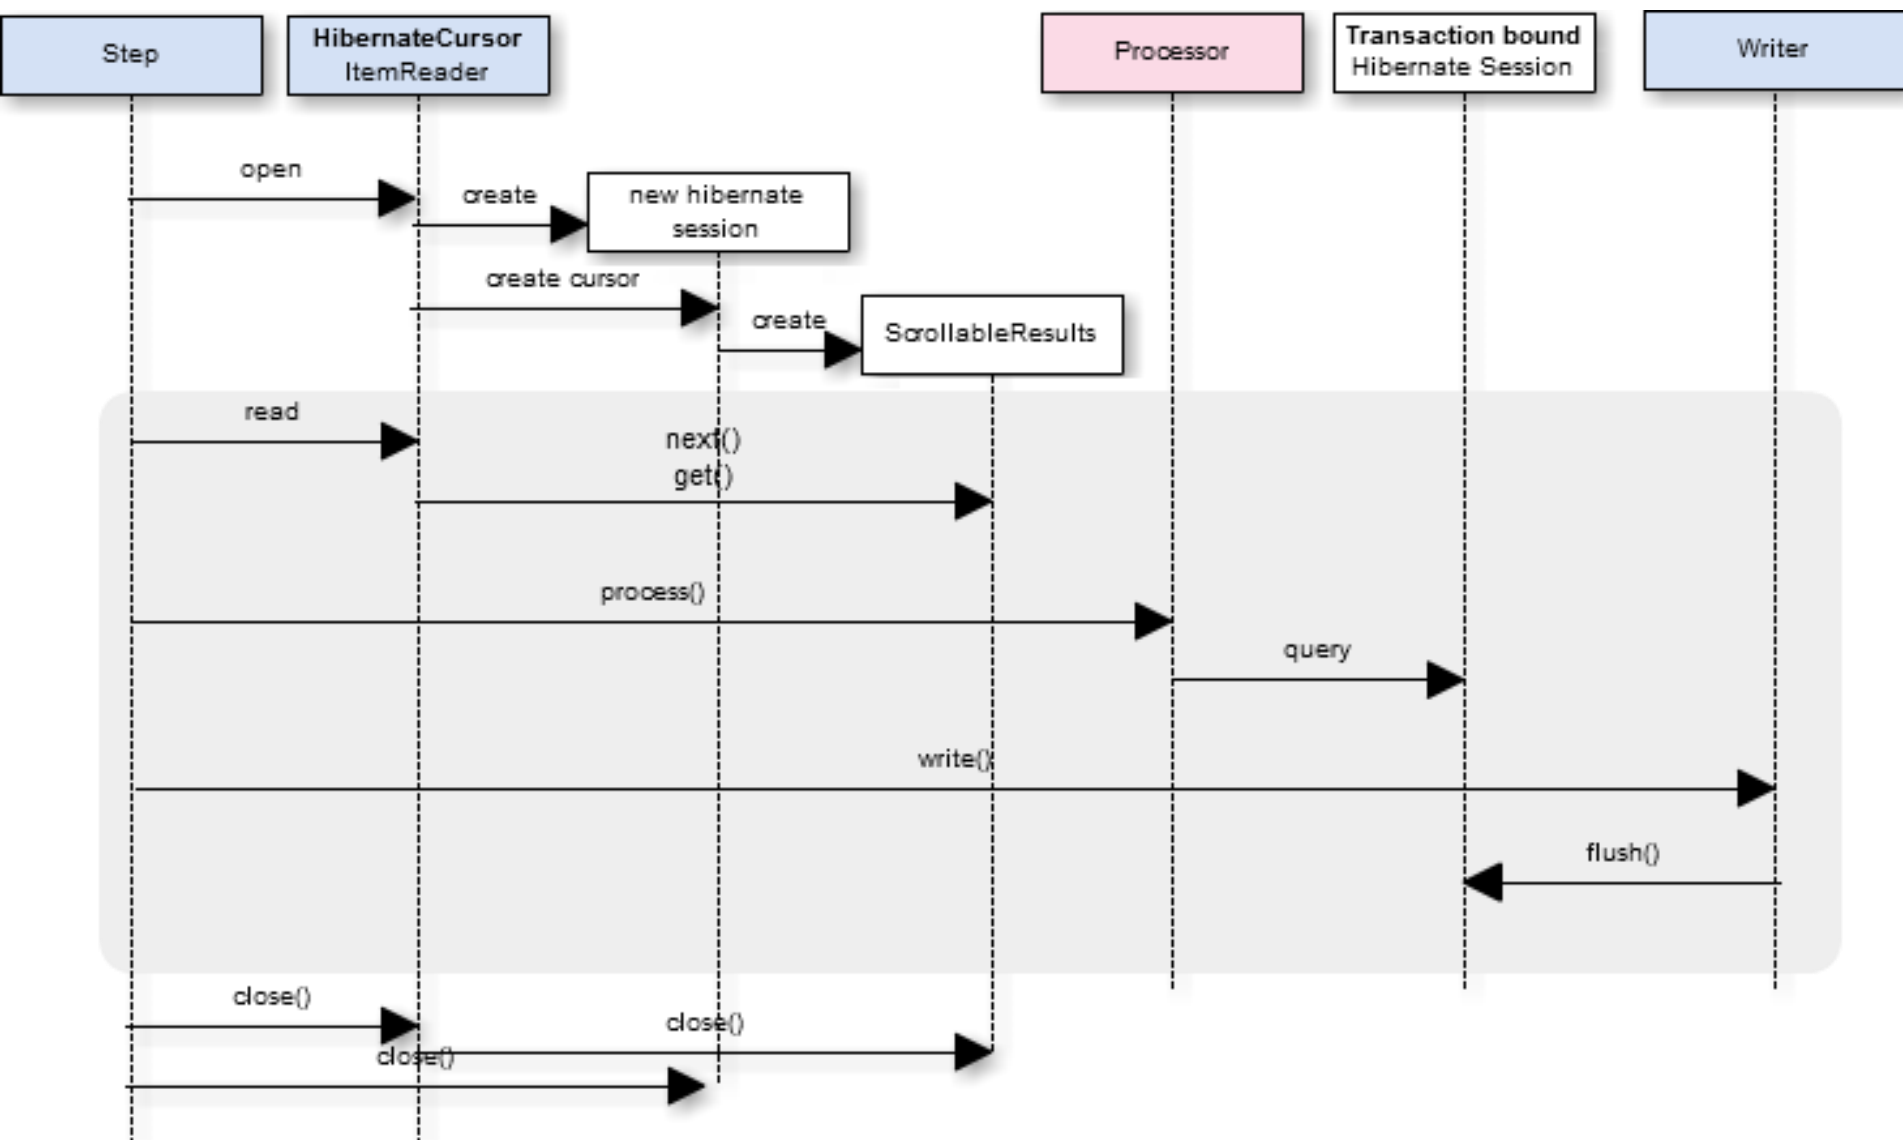 Step
HibernateCursor
ItemReader
Processor
Transaction bound
Hibernate Session
Writer
open
create
new hibernate
session
create cursor
create
ScrollableResults
read
next()
get()
process()
query
write()
flush()
close()
close()
close()